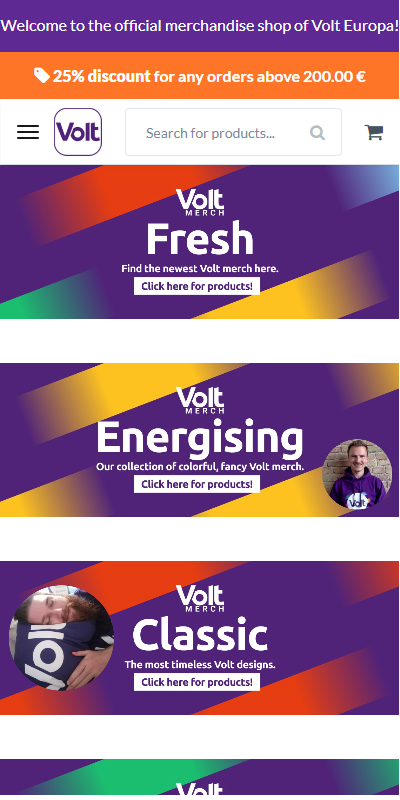 Welcome to the official merchandise shop of Volt Europa!
25% discount for any orders above 200.00 €
Volt
Search for products...
Volt
MERCH
Fresh
Find the newest Volt merch here.
Click here for products!
Volt
MERCH
Energising
Our collection of colorful, fancy Volt merch.
Click here for products!
Volt
Volt
MERCH
Classic
The most timeless Volt designs.
Click here for products!
Volt